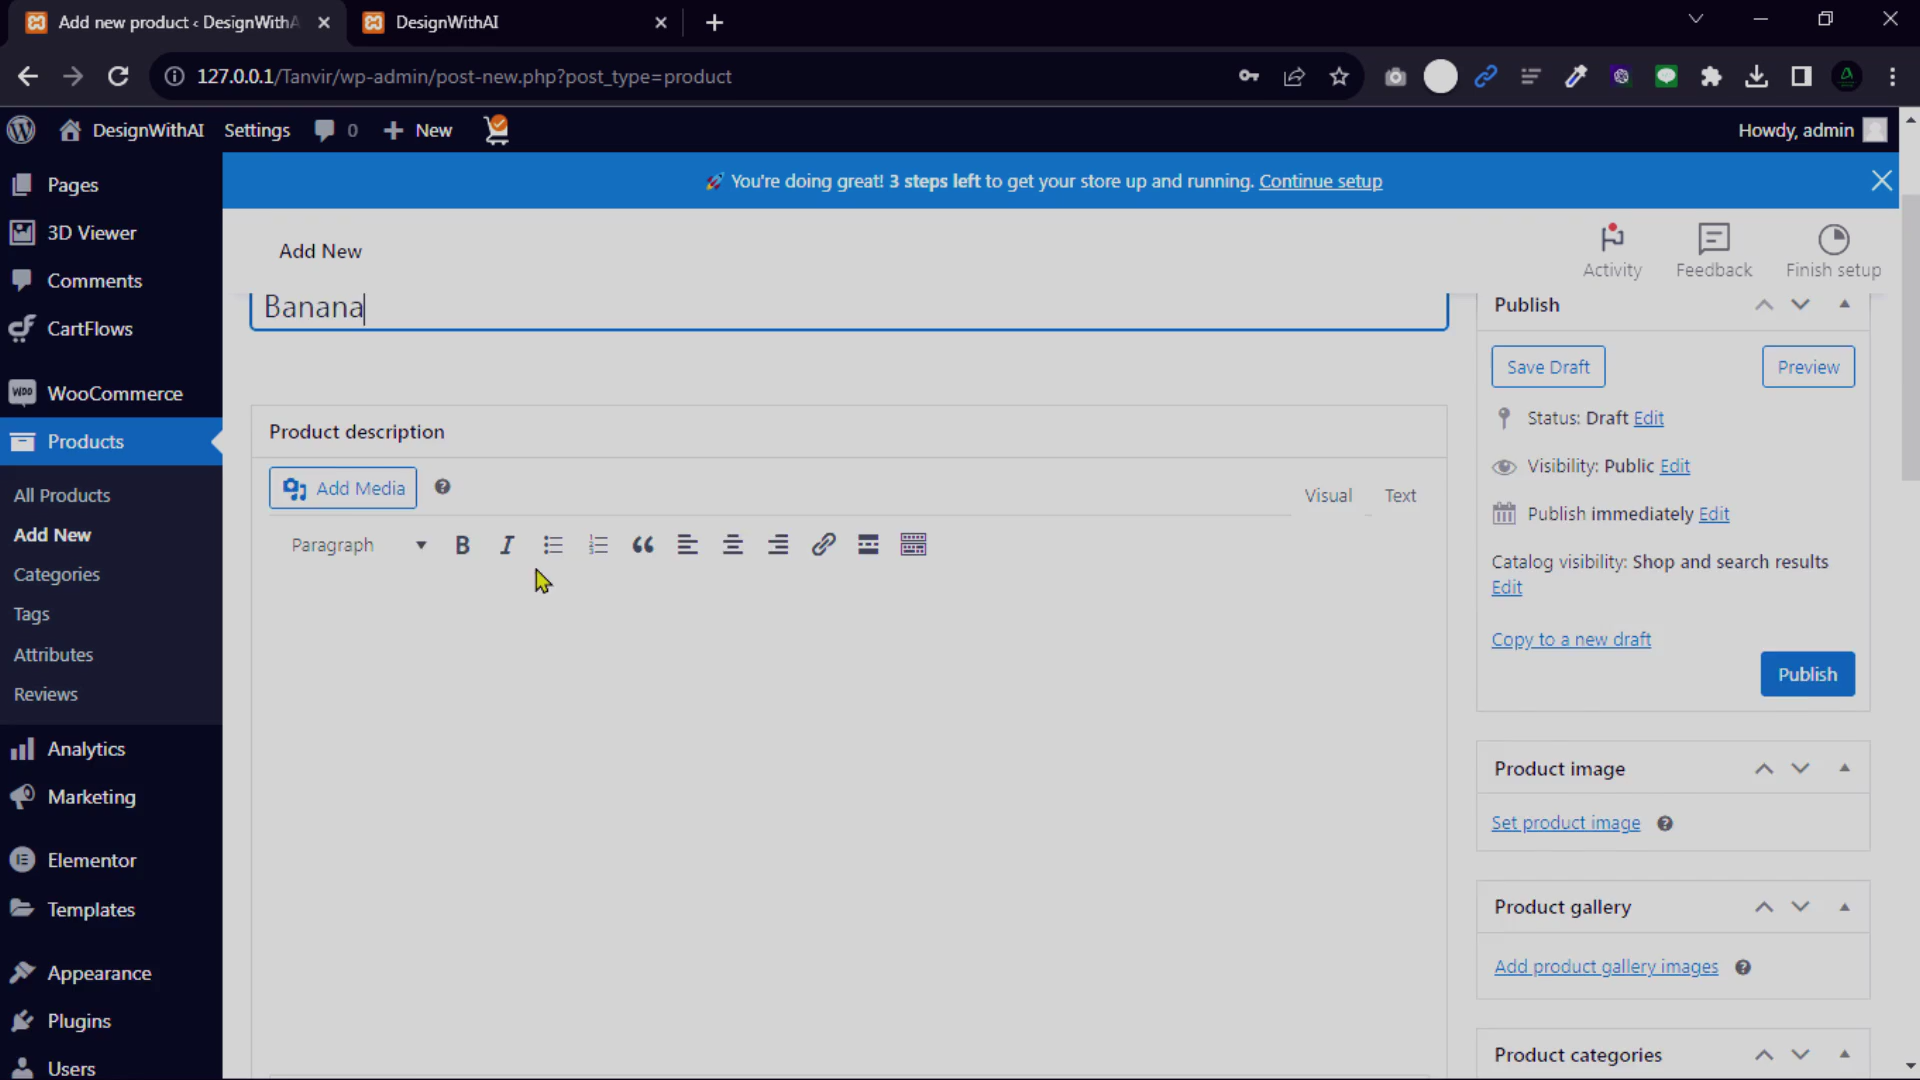 Add new product ‹ DesignWithA
DesignWithAI
127.0.0.1/Tanvir/wp-admin/post-new.php?post_type=product
DesignWithAI
Settings
0
New
Howdy, admin
You're doing great! 3 steps left to get your store up and running. Continue setup
Pages
3D Viewer
Comments
CartFlows
WooCommerce
Products
All Products
Add New
Categories
Tags
Attributes
Reviews
Analytics
Marketing
Elementor
Templates
Appearance
Plugins
Users
Add New
Activity
Feedback
Finish setup
Banana
Product description
Add Media
Visual
Text
Paragraph
B
I
Publish
Save Draft
Preview
Status: Draft Edit
Visibility: Public Edit
Publish immediately Edit
Catalog visibility: Shop and search results
Edit
Copy to a new draft
Publish
Product image
Set product image
Product gallery
Add product gallery images
Product categories